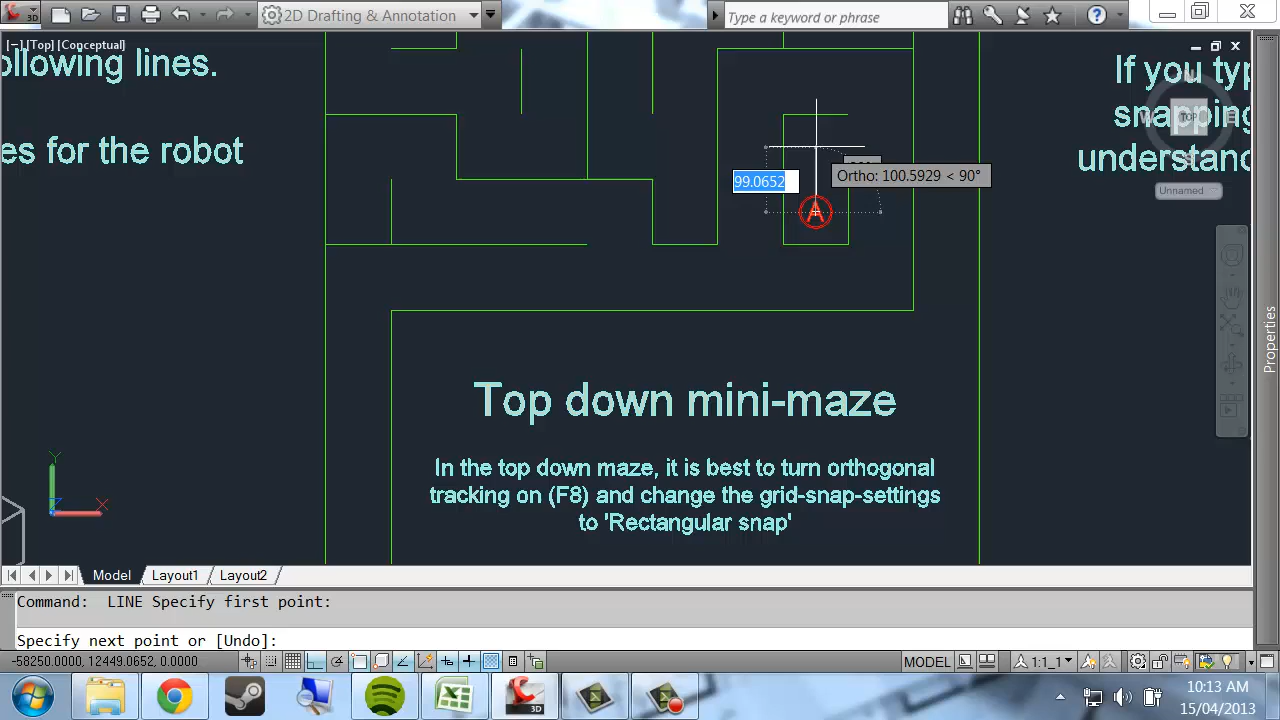 3D
2D Drafting & Annotation
Type a keyword or phrase
[−][Top][Conceptual]
ollowing lines.
es for the robot
If you typ
snapping
understanc
N
W
TOP
E
S
Unnamed
99.0652
Ortho: 100.5929 < 90°
A
Top down mini-maze
In the top down maze, it is best to turn orthogonal
tracking on (F8) and change the grid-snap-settings
to 'Rectangular snap'
Y
Z
X
Properties
Model
Layout1
Layout2
Command:  LINE Specify first point:
Specify next point or [Undo]:
-58250.0000, 12449.0652, 0.0000
MODEL
1:1
3D
10:13 AM
15/04/2013